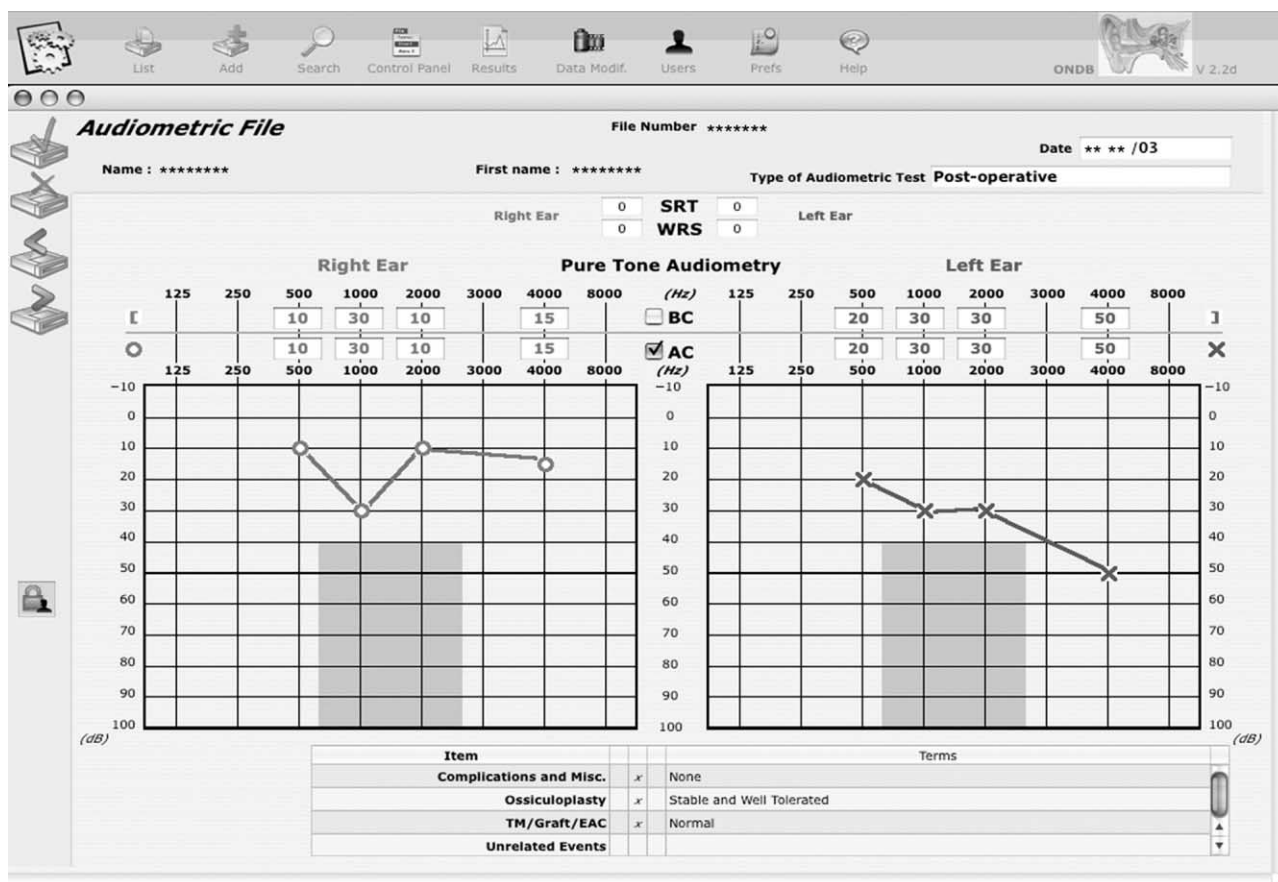 List Add Search Control Panel Results Data Modif. Users Prefs Help ONDB V 2.2d
Audiometric File File Number *******
Date ** ** /03
Name : ******** First name : ********
Type of Audiometric Test Post-operative
Right Ear 0 SRT 0 Left Ear
0 WRS 0
Right Ear Pure Tone Audiometry Left Ear
125 250 500 1000 2000 3000 4000 8000 (Hz) 125 250 500 1000 2000 3000 4000 8000
[ 10 30 10 15 BC 20 30 30 50 ]
10 30 10 15 AC 20 30 30 50
125 250 500 1000 2000 3000 4000 8000 (Hz) 125 250 500 1000 2000 3000 4000 8000
-10 -10 -10
0 0 0
10 10 10
20 20 20
30 30 30
40 40 40
50 50 50
60 60 60
70 70 70
80 80 80
90 90 90
100 100 100
(dB) (dB)
Item Terms
Complications and Misc. x None
Ossiculoplasty x Stable and Well Tolerated
TM/Graft/EAC x Normal
Unrelated Events